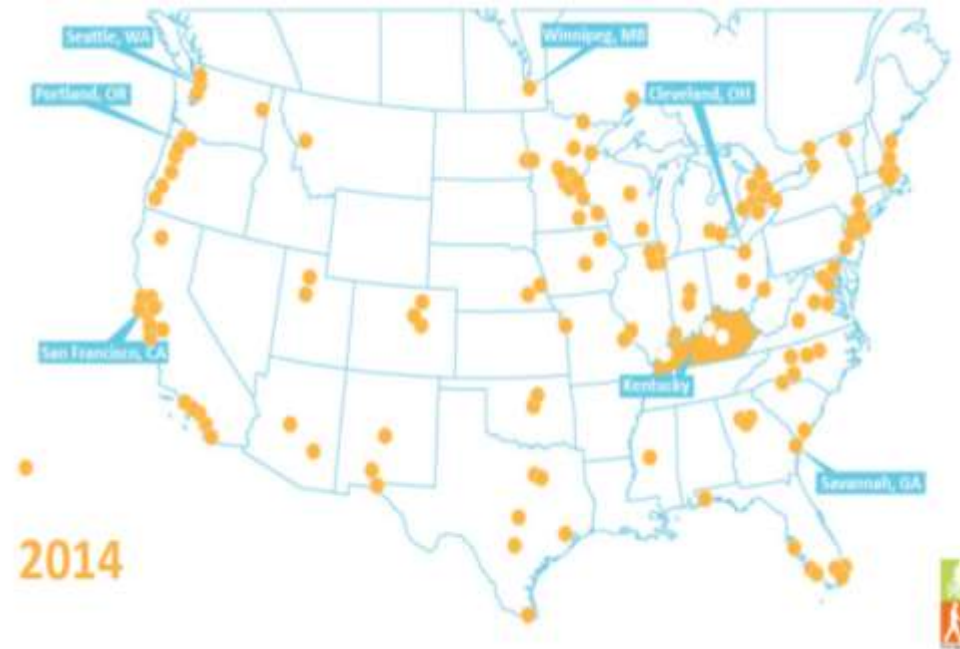 Seattle, WA
Winnipeg, MB
Portland, OR
Cleveland, OH
San Francisco, CA
Kentucky
Savannah, GA
2014